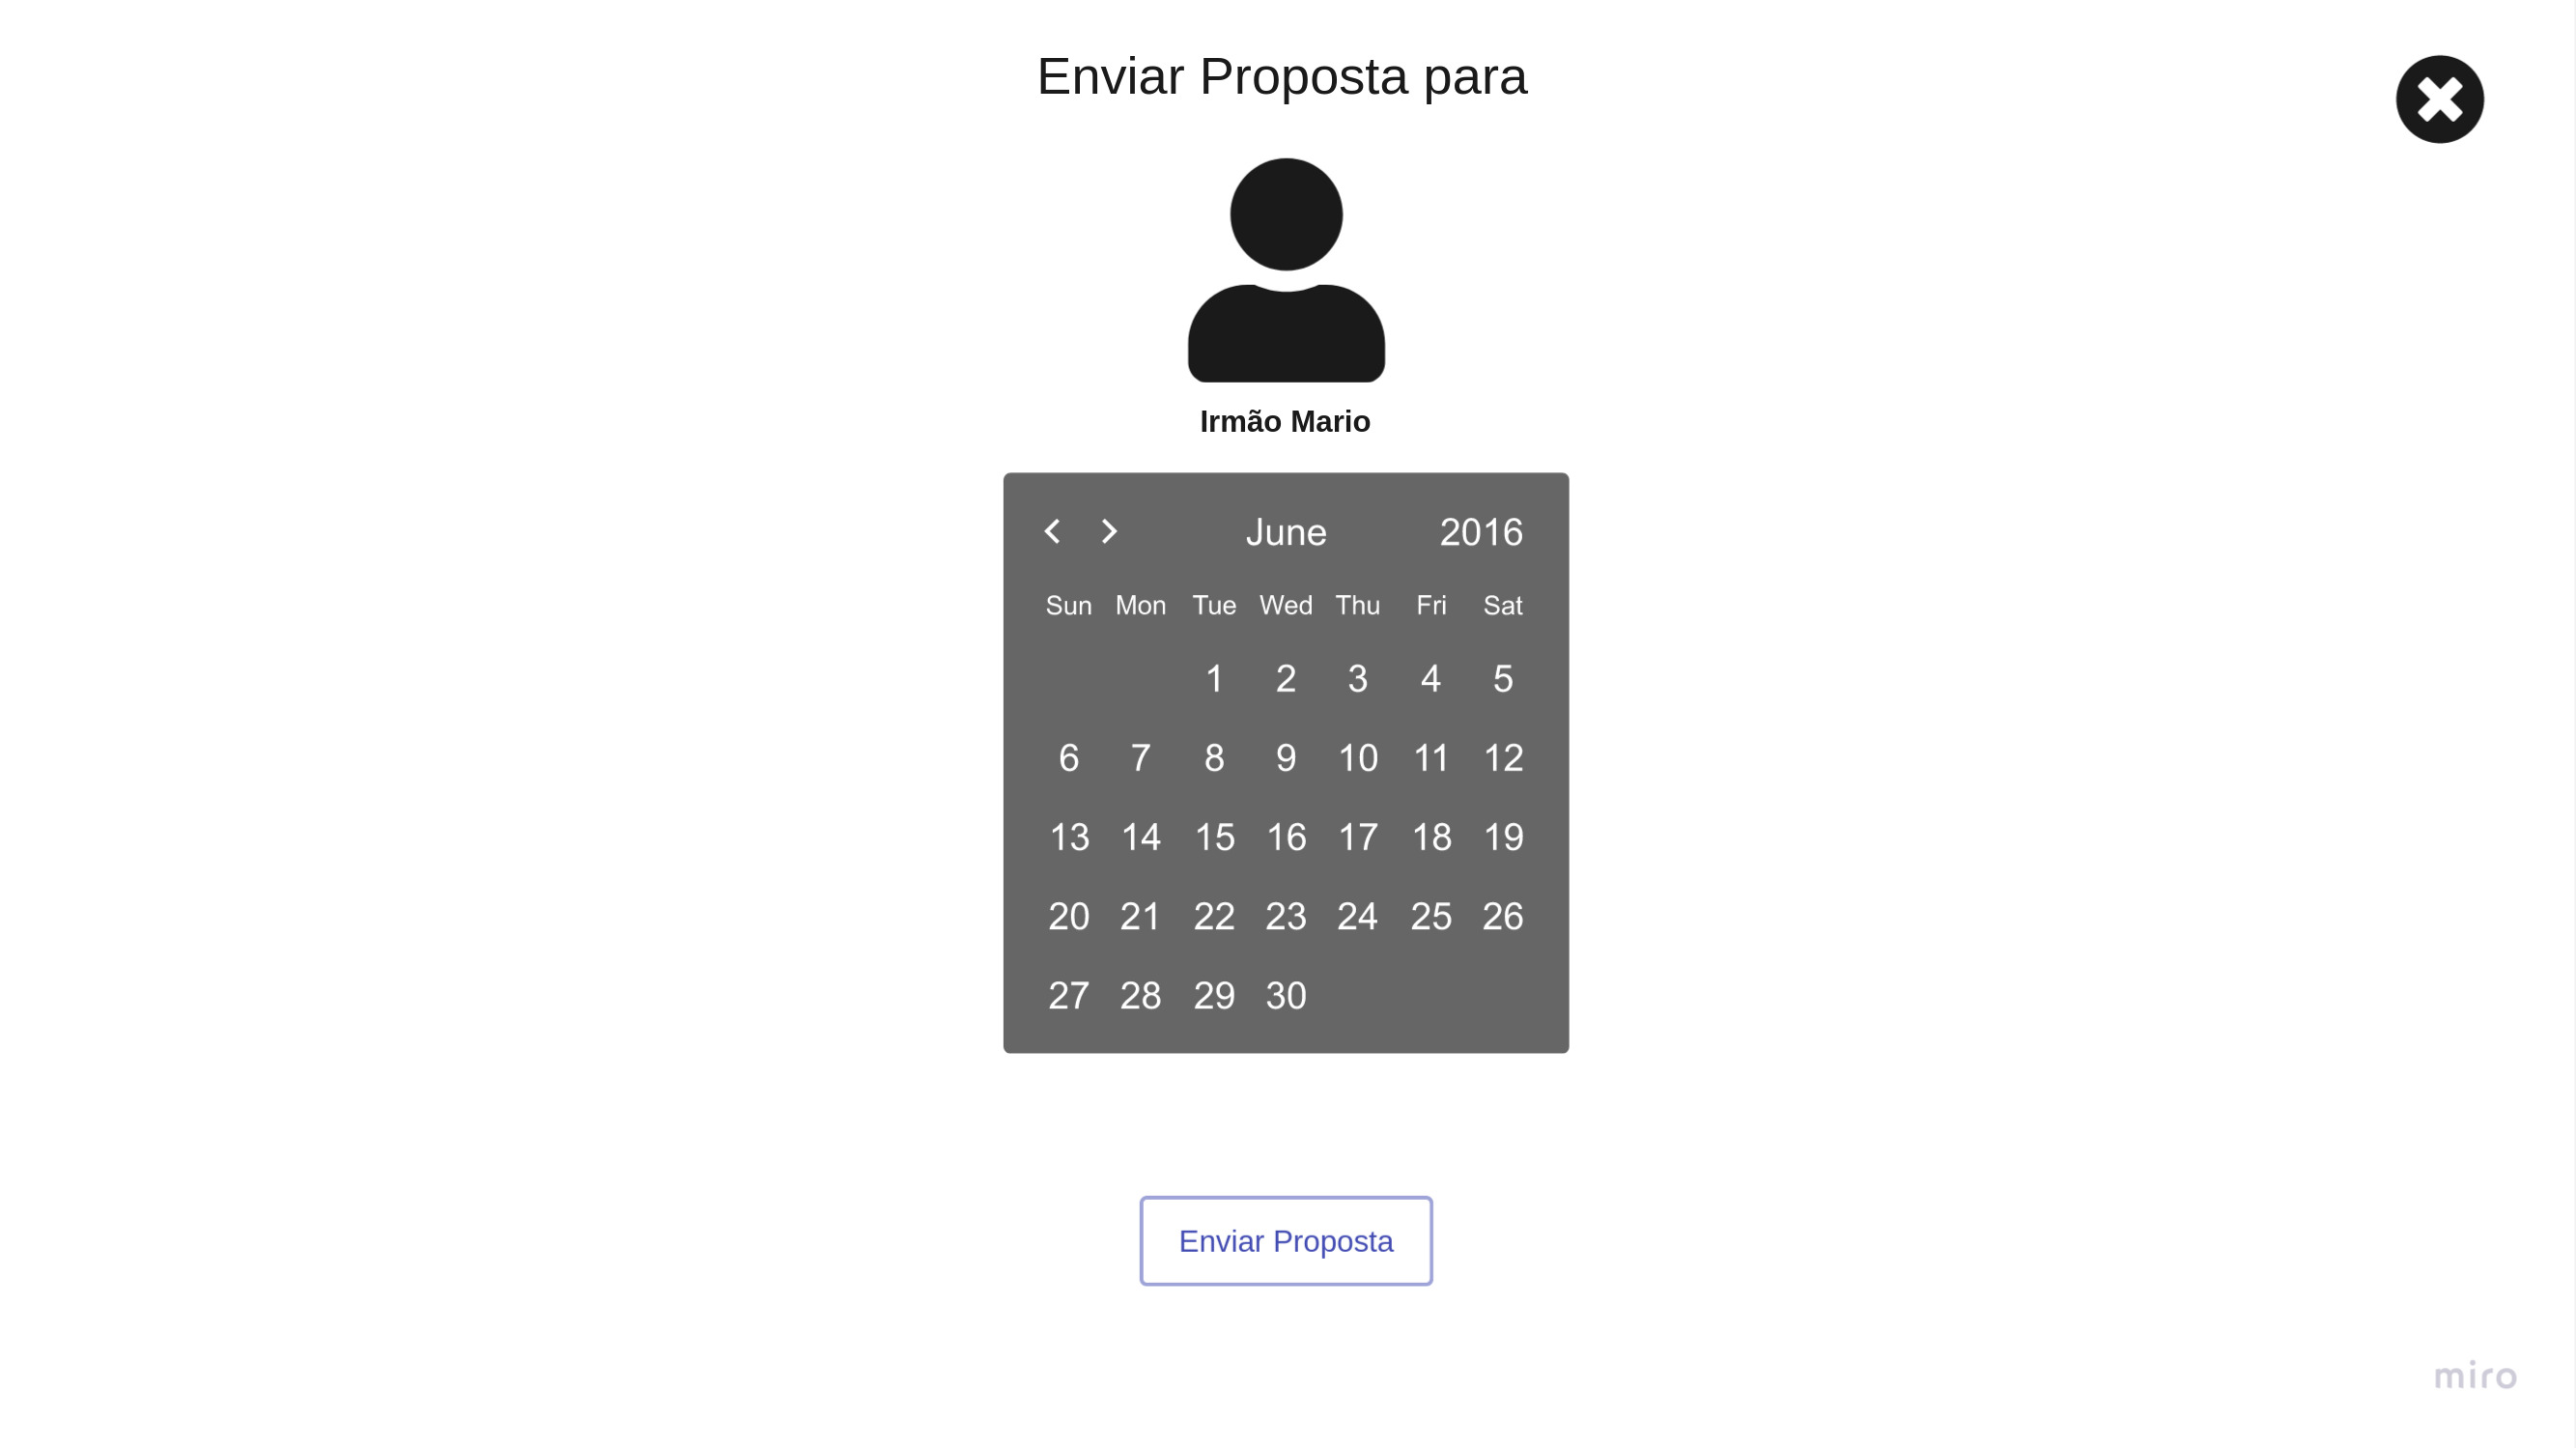 Enviar Proposta para
Irmão Mario
June 2016
Sun Mon Tue Wed Thu Fri Sat
1 2 3 4 5
6 7 8 9 10 11 12
13 14 15 16 17 18 19
20 21 22 23 24 25 26
27 28 29 30
Enviar Proposta
miro